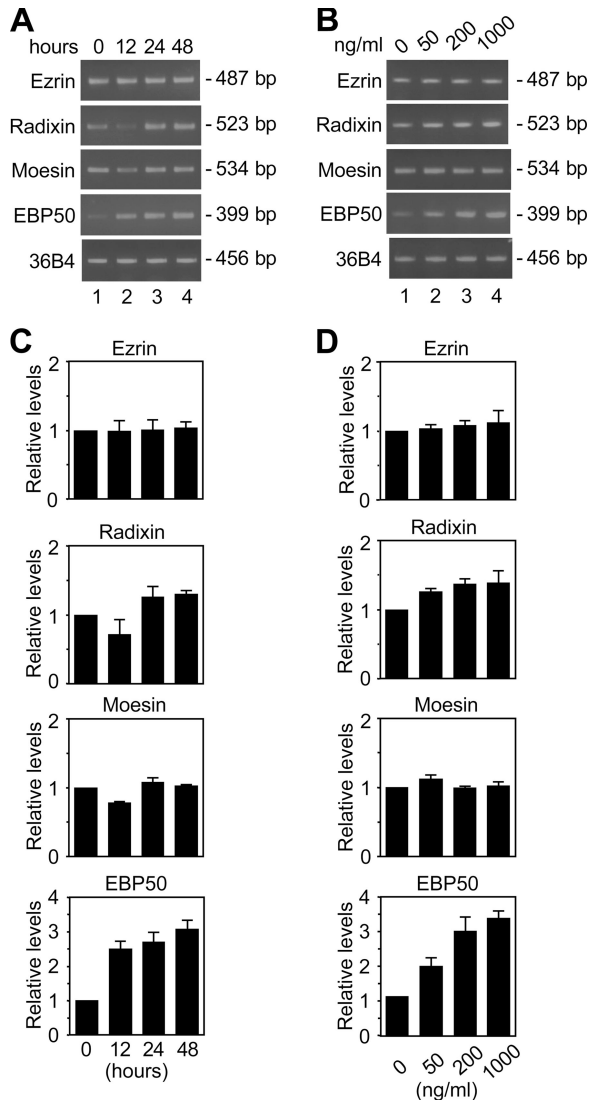 A
hours 0 12 24 48
Ezrin - 487 bp
Radixin - 523 bp
Moesin - 534 bp
EBP50 - 399 bp
36B4 - 456 bp
1 2 3 4
B
ng/ml 0 50 200 1000
Ezrin - 487 bp
Radixin - 523 bp
Moesin - 534 bp
EBP50 - 399 bp
36B4 - 456 bp
1 2 3 4
C
Ezrin
Relative levels
2
1
0
Radixin
Relative levels
2
1
0
Moesin
Relative levels
2
1
0
EBP50
Relative levels
4
3
2
1
0
0 12 24 48
(hours)
D
Ezrin
Relative levels
2
1
0
Radixin
Relative levels
2
1
0
Moesin
Relative levels
2
1
0
EBP50
Relative levels
4
3
2
1
0
0 50 200 1000
(ng/ml)